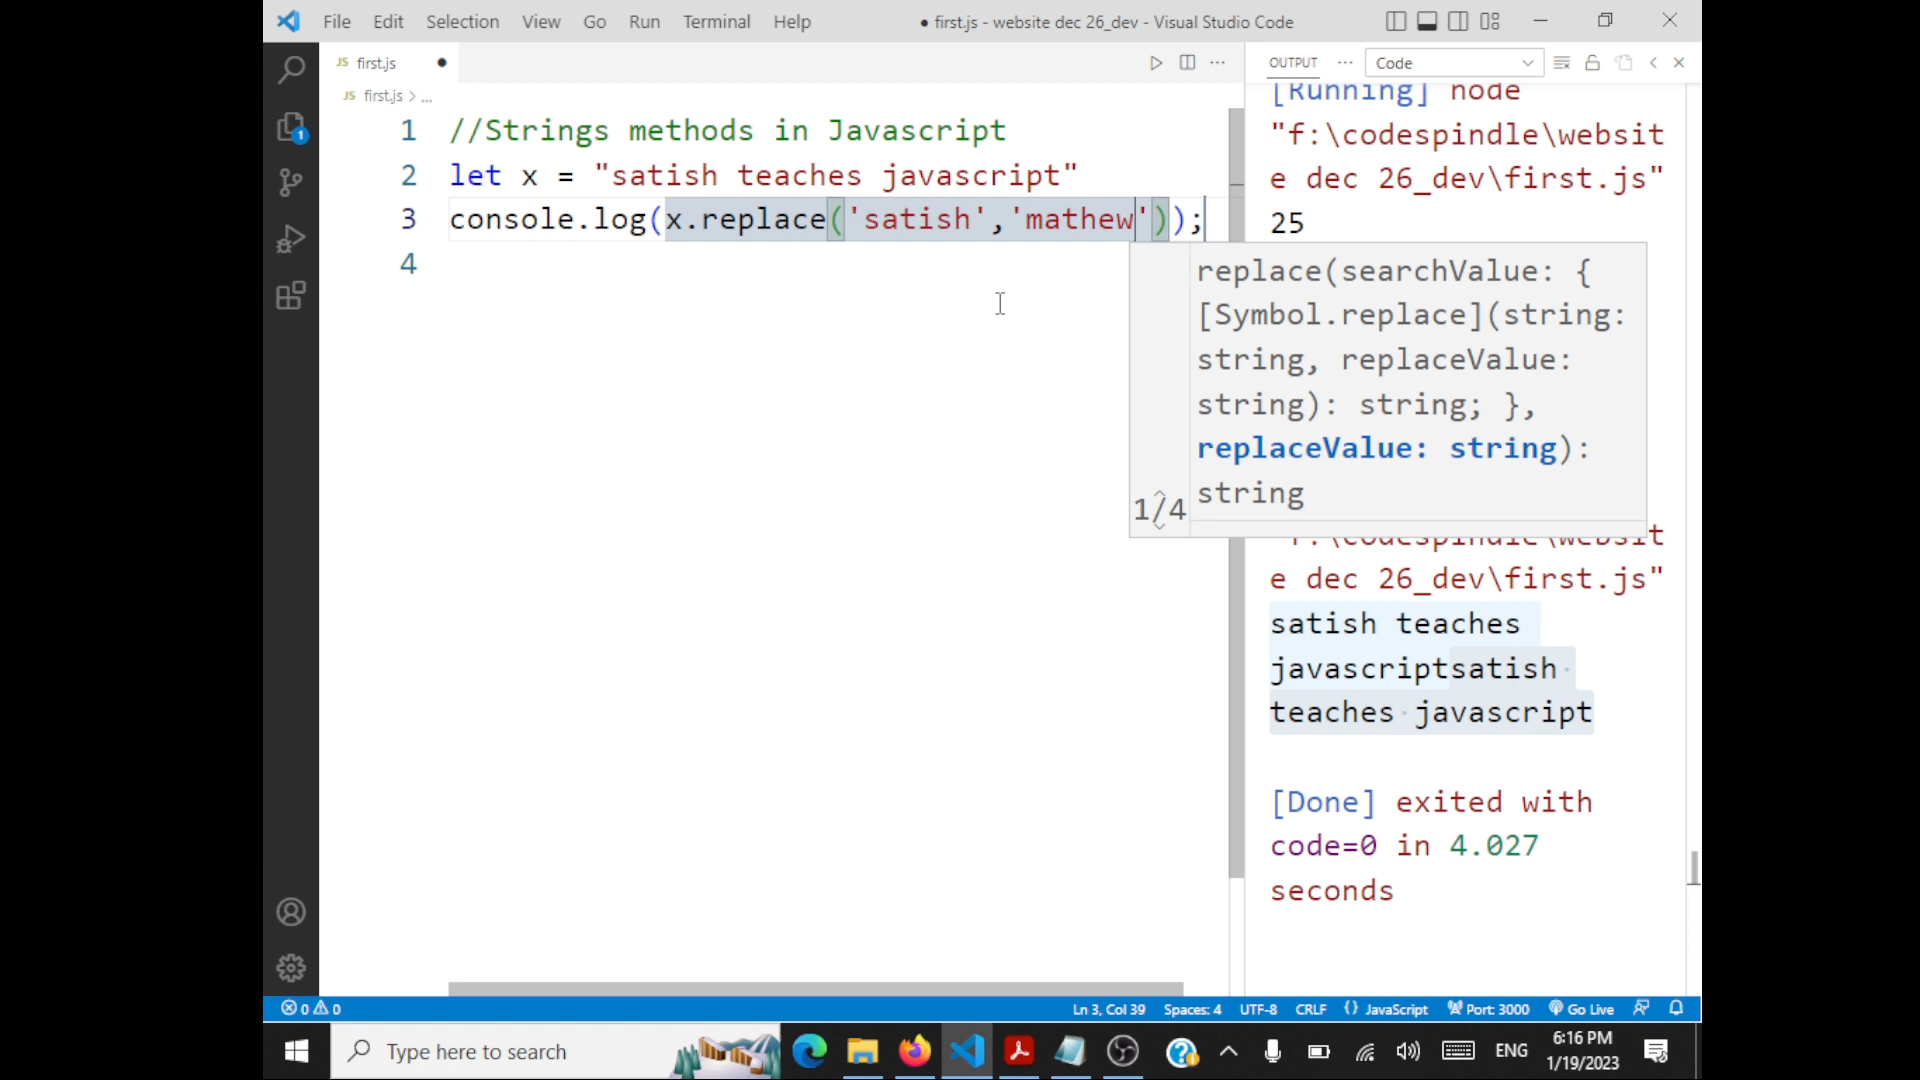 File Edit Selection View Go Run Terminal Help ● first.js - website dec 26_dev - Visual Studio Code
JS first.js ●
JS first.js > ...
1 //Strings methods in Javascript
2 let x = "satish teaches javascript"
3 console.log(x.replace('satish','mathew'));
4
replace(searchValue: {
[Symbol.replace](string:
string, replaceValue:
string): string; },
replaceValue: string):
string
1/4
OUTPUT ... Code
[Running] node
"f:\codespindle\websit
e dec 26_dev\first.js"
25
"f:\codespindle\websit
e dec 26_dev\first.js"
satish teaches
javascriptsatish·
teaches·javascript
[Done] exited with
code=0 in 4.027
seconds
1
0 0 Ln 3, Col 39 Spaces: 4 UTF-8 CRLF {} JavaScript Port: 3000 Go Live
Type here to search
ENG
6:16 PM
1/19/2023